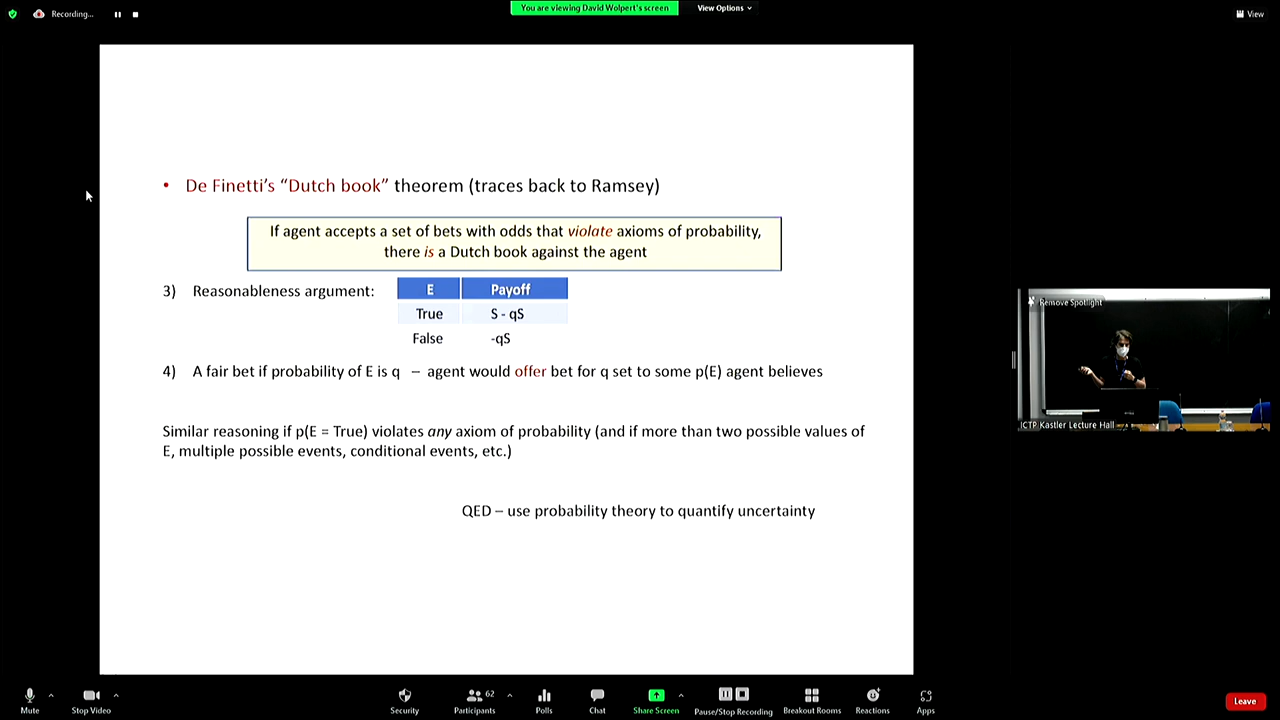 Recording...
You are viewing David Wolpert's screen
View Options
View
• De Finetti's “Dutch book” theorem (traces back to Ramsey)
If agent accepts a set of bets with odds that violate axioms of probability,
there is a Dutch book against the agent
3) Reasonableness argument:
E Payoff
True S - qS
False -qS
4) A fair bet if probability of E is q – agent would offer bet for q set to some p(E) agent believes
Similar reasoning if p(E = True) violates any axiom of probability (and if more than two possible values of
E, multiple possible events, conditional events, etc.)
QED – use probability theory to quantify uncertainty
Remove Spotlight
ICTP Kastler Lecture Hall
Mute
Stop Video
Security
Participants
62
Polls
Chat
Share Screen
Pause/Stop Recording
Breakout Rooms
Reactions
Apps
Leave